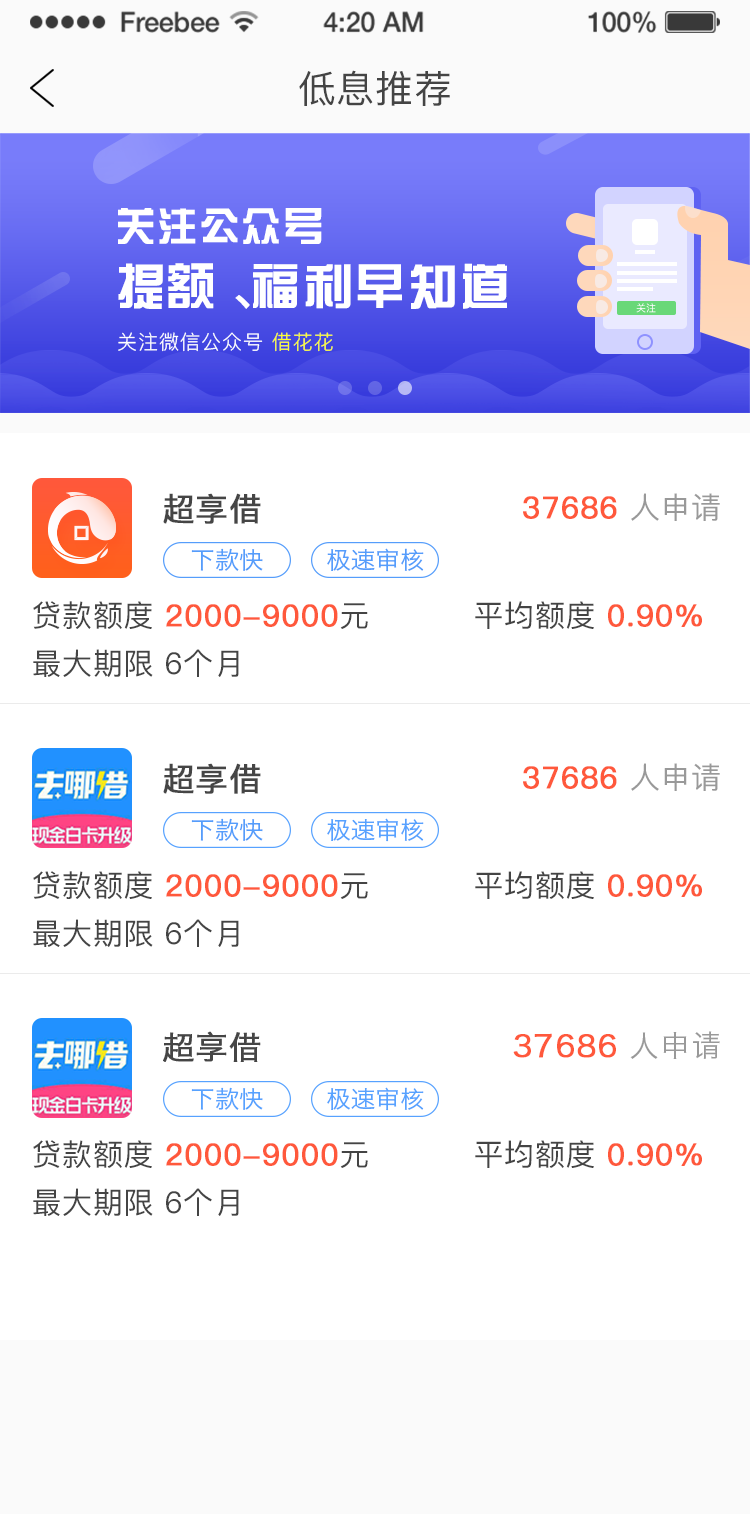 Freebee 4:20 AM 100%
低息推荐
关注公众号
提额、福利早知道
关注
关注微信公众号 借花花
超享借 37686 人申请
下款快 极速审核
贷款额度 2000-9000元 平均额度 0.90%
最大期限 6个月
去哪借
现金白卡升级
超享借 37686 人申请
下款快 极速审核
贷款额度 2000-9000元 平均额度 0.90%
最大期限 6个月
去哪借
现金白卡升级
超享借 37686 人申请
下款快 极速审核
贷款额度 2000-9000元 平均额度 0.90%
最大期限 6个月